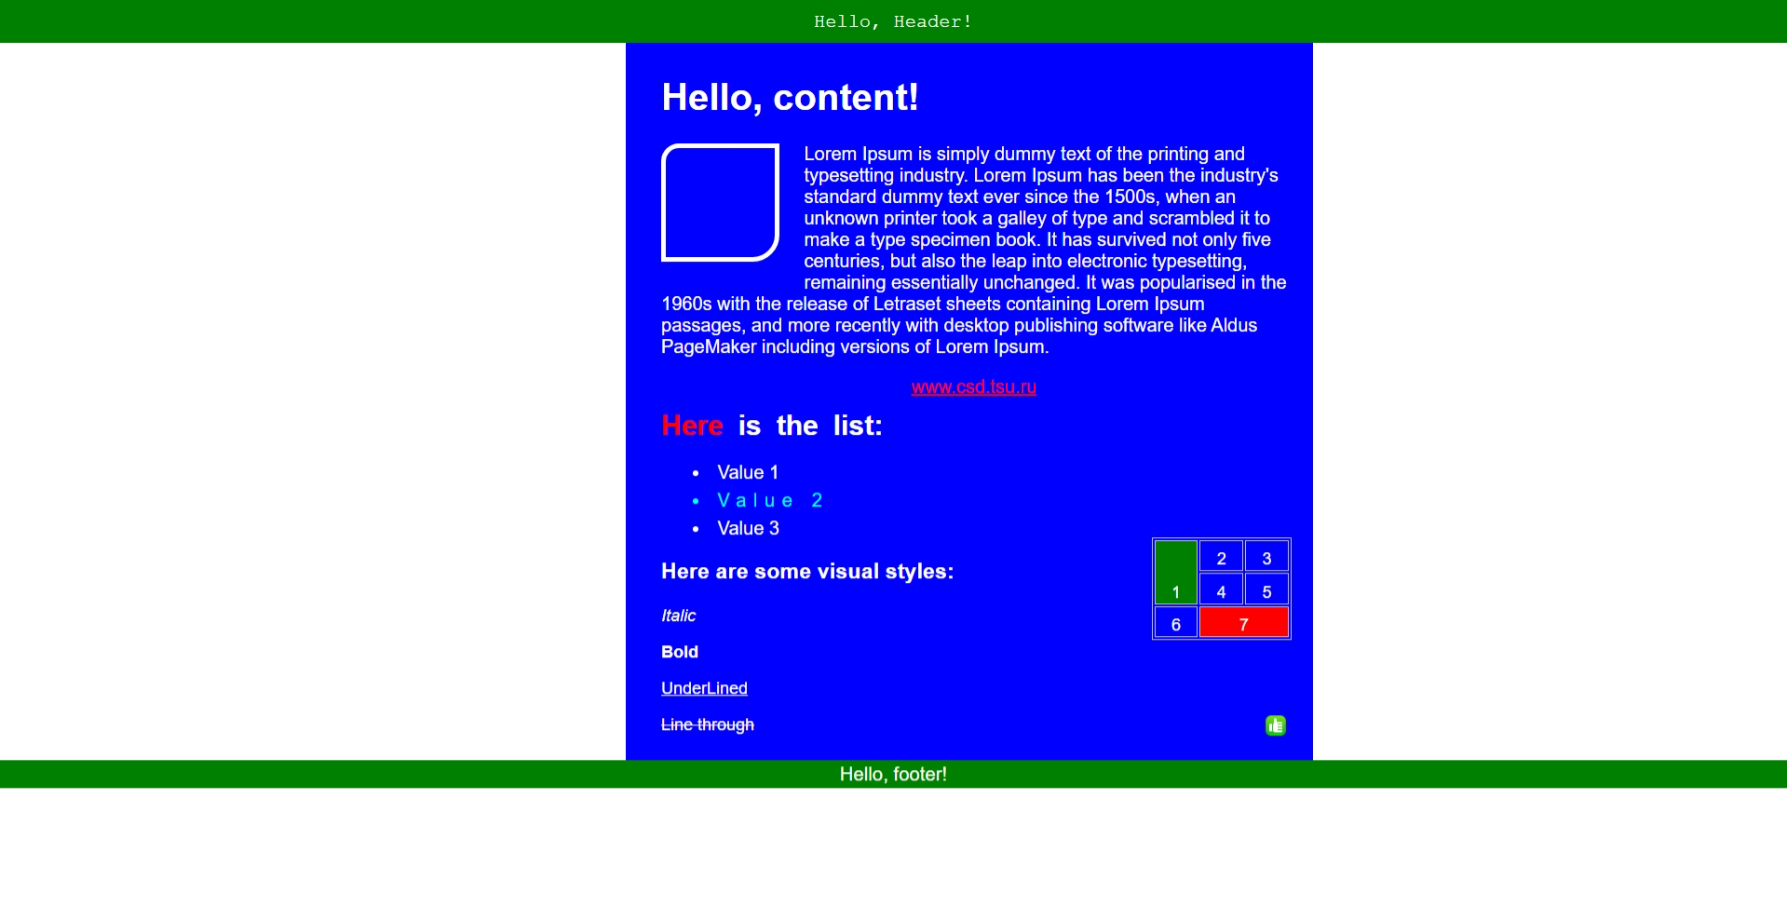 Hello, Header!
Hello, content!
Lorem Ipsum is simply dummy text of the printing and
typesetting industry. Lorem Ipsum has been the industry's
standard dummy text ever since the 1500s, when an
unknown printer took a galley of type and scrambled it to
make a type specimen book. It has survived not only five
centuries, but also the leap into electronic typesetting,
remaining essentially unchanged. It was popularised in the
1960s with the release of Letraset sheets containing Lorem Ipsum
passages, and more recently with desktop publishing software like Aldus
PageMaker including versions of Lorem Ipsum.
www.csd.tsu.ru
Here is the list:
Value 1
Value 2
Value 3
Here are some visual styles:
Italic
Bold
UnderLined
Line through
2 3
1 4 5
6 7
Hello, footer!